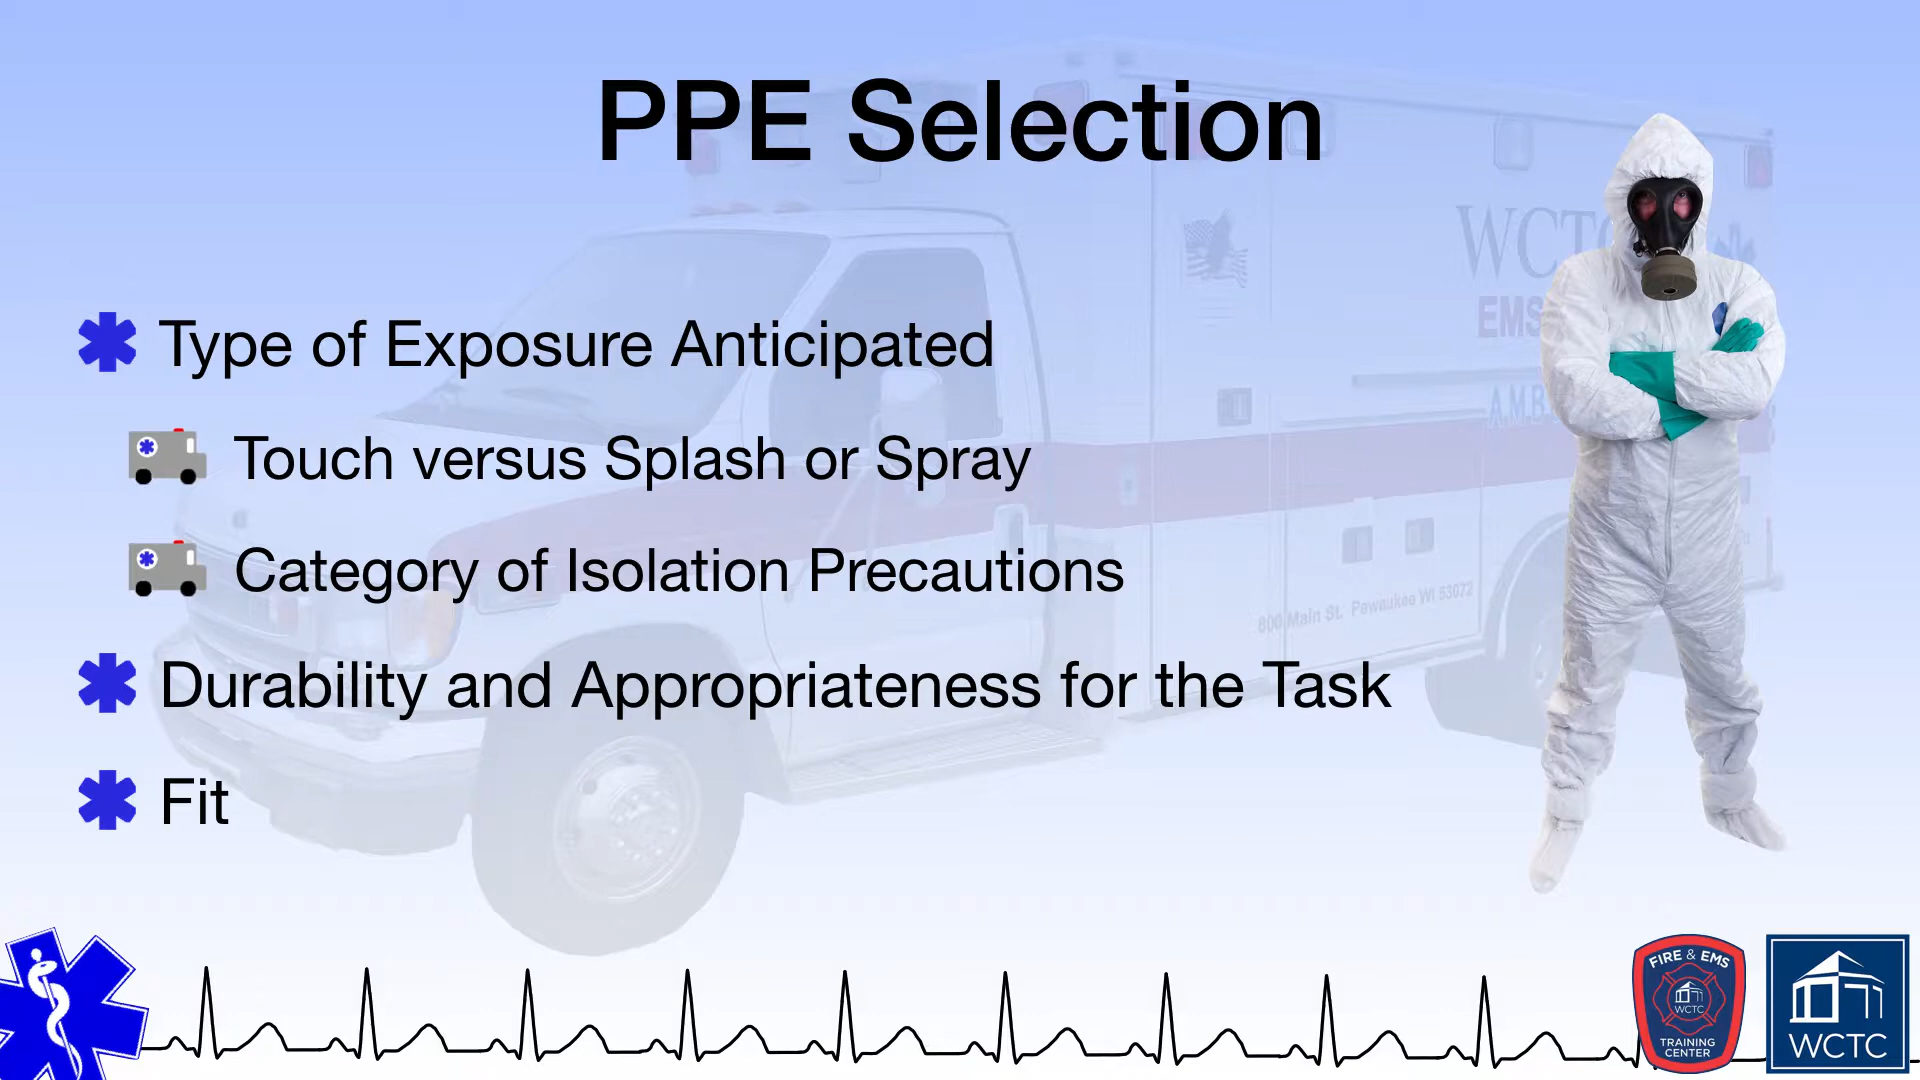 PPE Selection
WCTC
EMS
Type of Exposure Anticipated
Touch versus Splash or Spray
Category of Isolation Precautions
800 Main St. Pewaukee WI 53072
Durability and Appropriateness for the Task
Fit
FIRE & EMS
WCTC
TRAINING
CENTER
WCTC